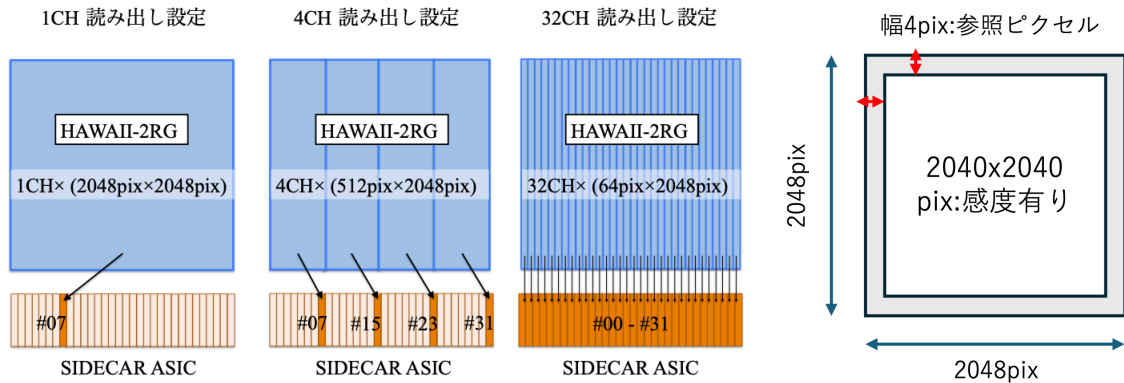 1CH 読み出し設定
HAWAII-2RG
1CH× (2048pix×2048pix)
#07
SIDECAR ASIC
4CH 読み出し設定
HAWAII-2RG
4CH× (512pix×2048pix)
#07 #15 #23 #31
SIDECAR ASIC
32CH 読み出し設定
HAWAII-2RG
32CH× (64pix×2048pix)
#00 - #31
SIDECAR ASIC
幅4pix:参照ピクセル
2048pix
2040x2040
pix:感度有り
2048pix